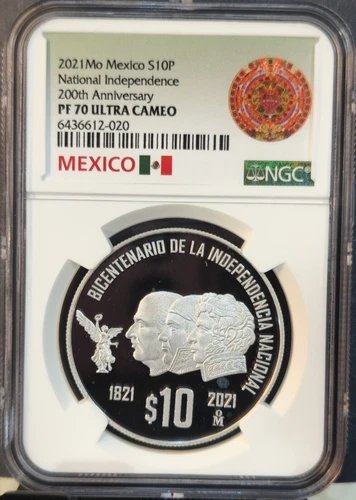 2021Mo Mexico S10P
National Independence
200th Anniversary
PF 70 ULTRA CAMEO
6436612-020
MEXICO
NGC®
BICENTENARIO DE LA INDEPENDENCIA NACIONAL
1821 2021
$10
Mo